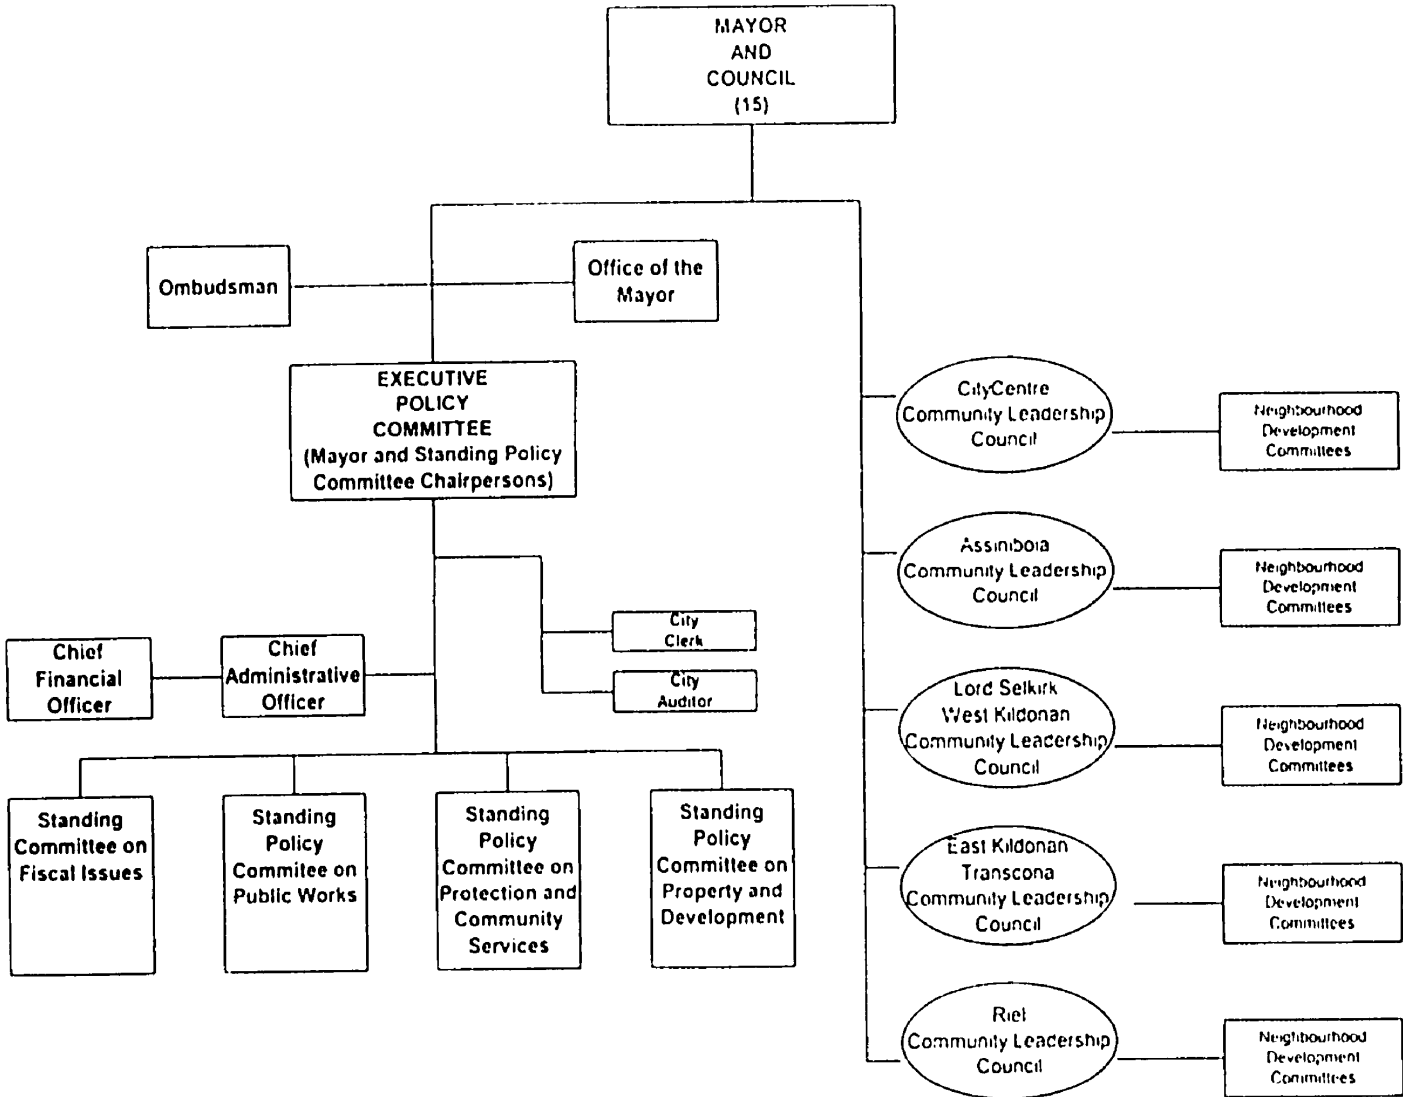 MAYOR
AND
COUNCIL
(15)
Ombudsman
Office of the
Mayor
EXECUTIVE
POLICY
COMMITTEE
(Mayor and Standing Policy
Committee Chairpersons)
City
Clerk
City
Auditor
Chief
Financial
Officer
Chief
Administrative
Officer
Standing
Committee on
Fiscal Issues
Standing
Policy
Commitee on
Public Works
Standing
Policy
Committee on
Protection and
Community
Services
Standing
Policy
Committee on
Property and
Development
CityCentre
Community Leadership
Council
Neighbourhood
Development
Committees
Assiniboia
Community Leadership
Council
Neighbourhood
Development
Committees
Lord Selkirk
West Kildonan
Community Leadership
Council
Neighbourhood
Development
Committees
East Kildonan
Transcona
Community Leadership
Council
Neighbourhood
Development
Committees
Riel
Community Leadership
Council
Neighbourhood
Development
Committees